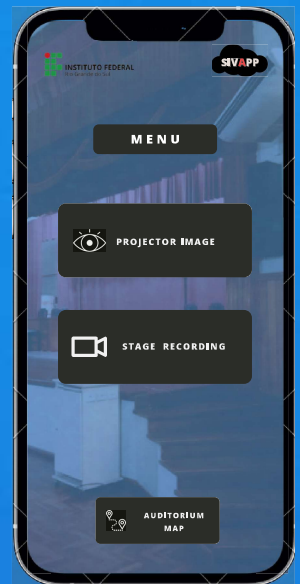 INSTITUTO FEDERAL
SIVAPP
MENU
PROJECTOR IMAGE
STAGE RECORDING
AUDITORIUM
MAP